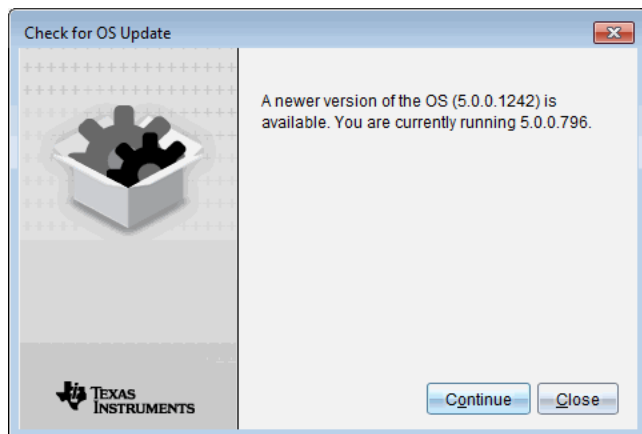 Check for OS Update
A newer version of the OS (5.0.0.1242) is
available. You are currently running 5.0.0.796.
TEXAS
INSTRUMENTS
Continue
Close